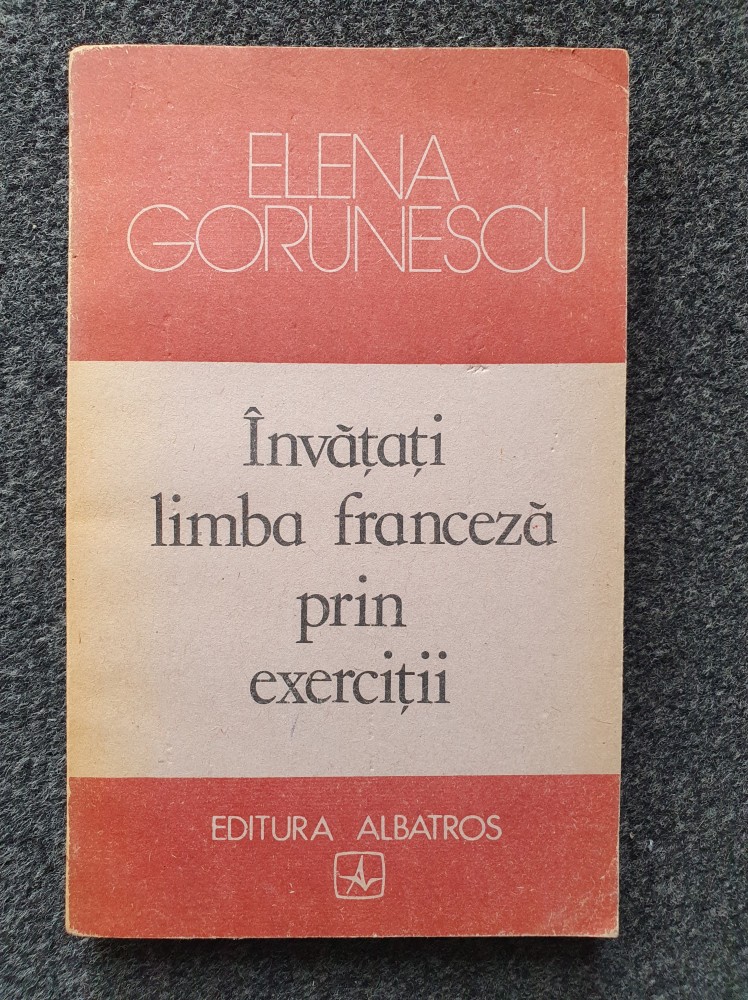 ELENA
GORUNESCU
Învățați
limba franceză
prin
exerciții
EDITURA ALBATROS